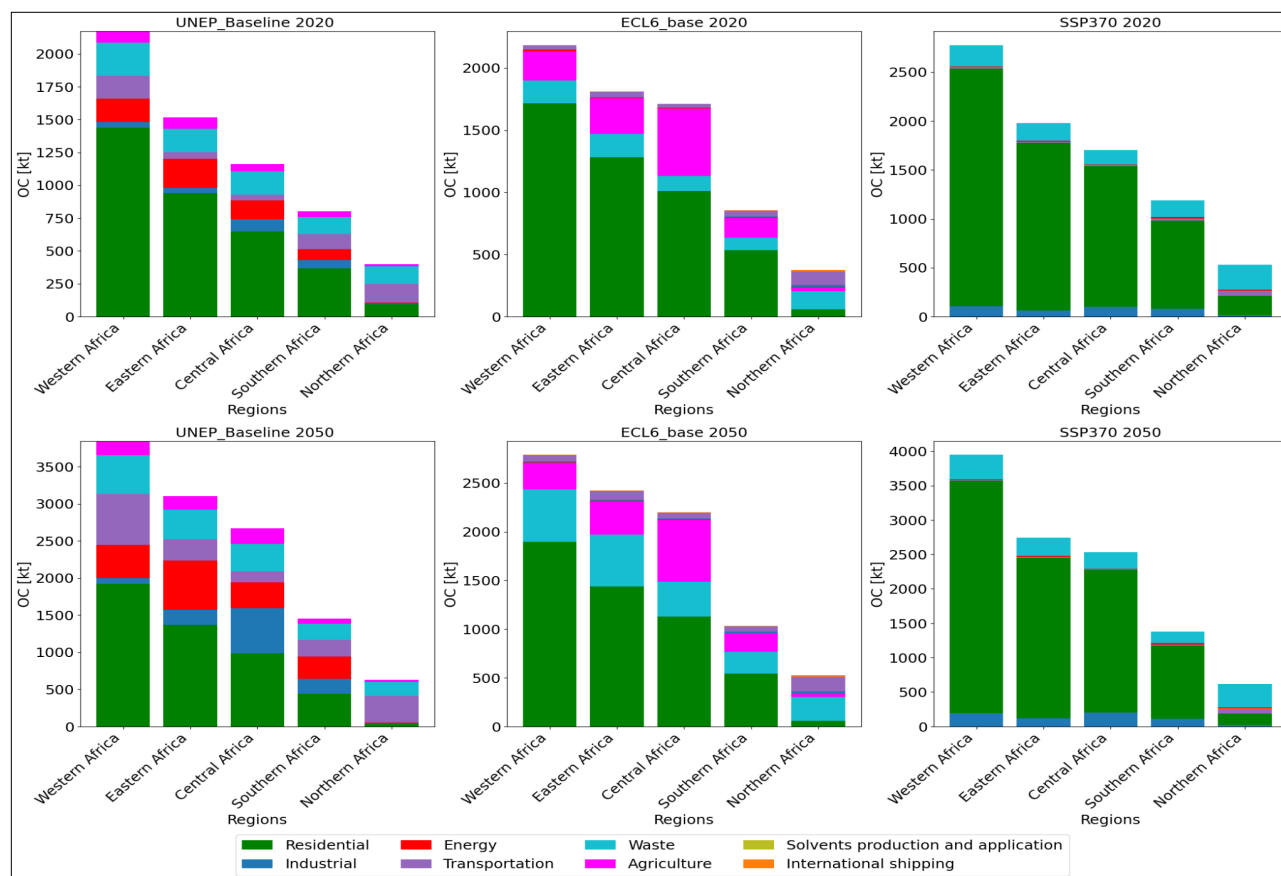 UNEP_Baseline 2020
OC [kt]
2000
1750
1500
1250
1000
750
500
250
0
Western Africa
Eastern Africa
Central Africa
Southern Africa
Northern Africa
Regions
ECL6_base 2020
OC [kt]
2000
1500
1000
500
0
Western Africa
Eastern Africa
Central Africa
Southern Africa
Northern Africa
Regions
SSP370 2020
OC [kt]
2500
2000
1500
1000
500
0
Western Africa
Eastern Africa
Central Africa
Southern Africa
Northern Africa
Regions
UNEP_Baseline 2050
OC [kt]
3500
3000
2500
2000
1500
1000
500
0
Western Africa
Eastern Africa
Central Africa
Southern Africa
Northern Africa
Regions
ECL6_base 2050
OC [kt]
2500
2000
1500
1000
500
0
Western Africa
Eastern Africa
Central Africa
Southern Africa
Northern Africa
Regions
SSP370 2050
OC [kt]
4000
3500
3000
2500
2000
1500
1000
500
0
Western Africa
Eastern Africa
Central Africa
Southern Africa
Northern Africa
Regions
Residential
Industrial
Energy
Transportation
Waste
Agriculture
Solvents production and application
International shipping